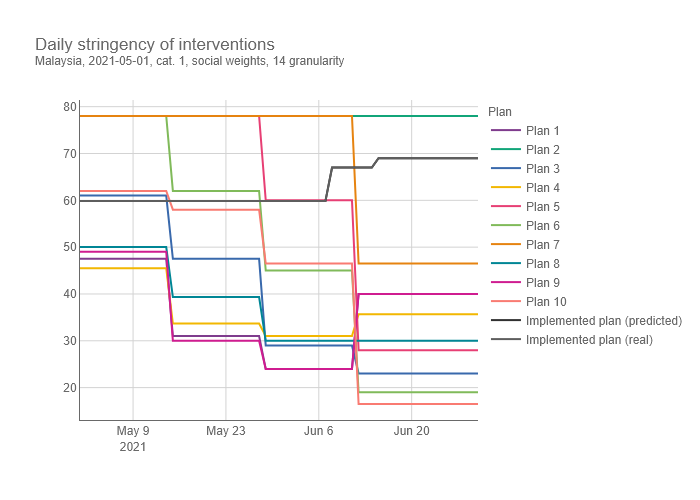 Daily stringency of interventions
Malaysia, 2021-05-01, cat. 1, social weights, 14 granularity
80
70
60
50
40
30
20
May 9
2021
May 23
Jun 6
Jun 20
Plan
Plan 1
Plan 2
Plan 3
Plan 4
Plan 5
Plan 6
Plan 7
Plan 8
Plan 9
Plan 10
Implemented plan (predicted)
Implemented plan (real)